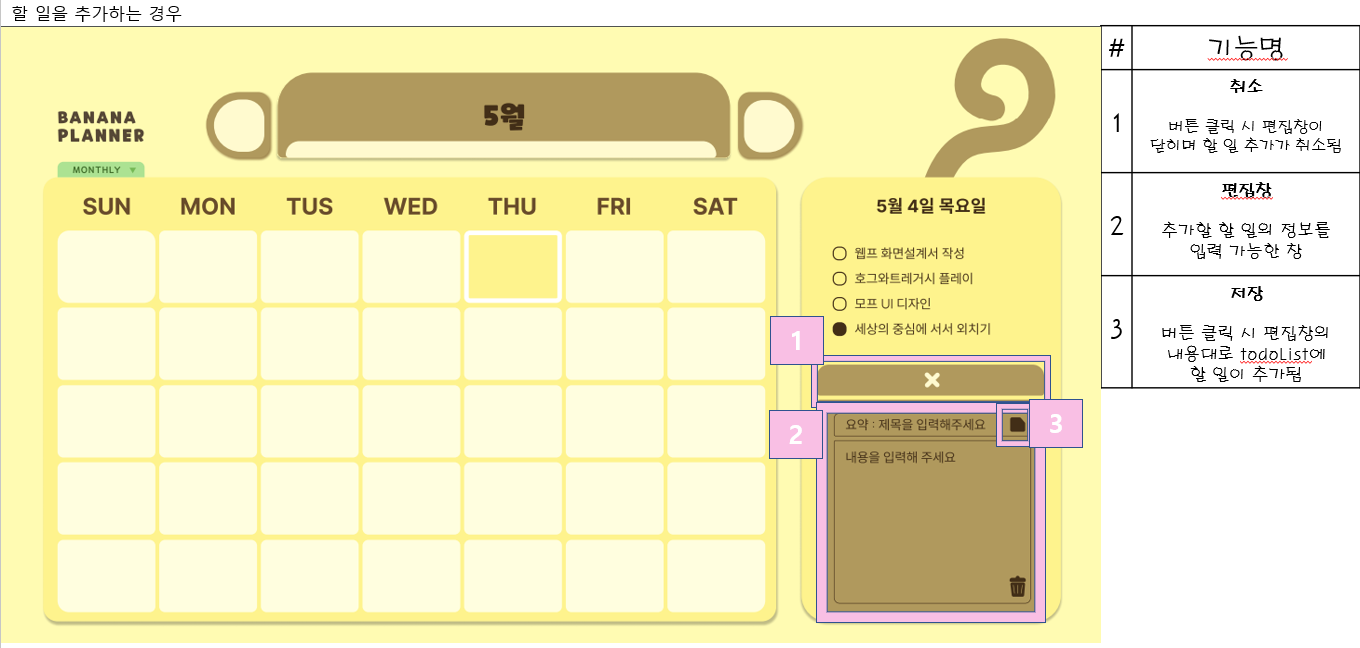 할 일을 추가하는 경우
BANANA
PLANNER
5월
MONTHLY
SUN MON TUS WED THU FRI SAT
5월 4일 목요일
웹프 화면설계서 작성
호그와트레거시 플레이
모프 UI 디자인
세상의 중심에 서서 외치기
1
2
요약 : 제목을 입력해주세요
3
내용을 입력해 주세요
# 기능명
1
취소
버튼 클릭 시 편집창이
닫히며 할 일 추가가 취소됨
2
편집창
추가할 할 일의 정보를
입력 가능한 창
3
저장
버튼 클릭 시 편집창의
내용대로 todoList에
할 일이 추가됨